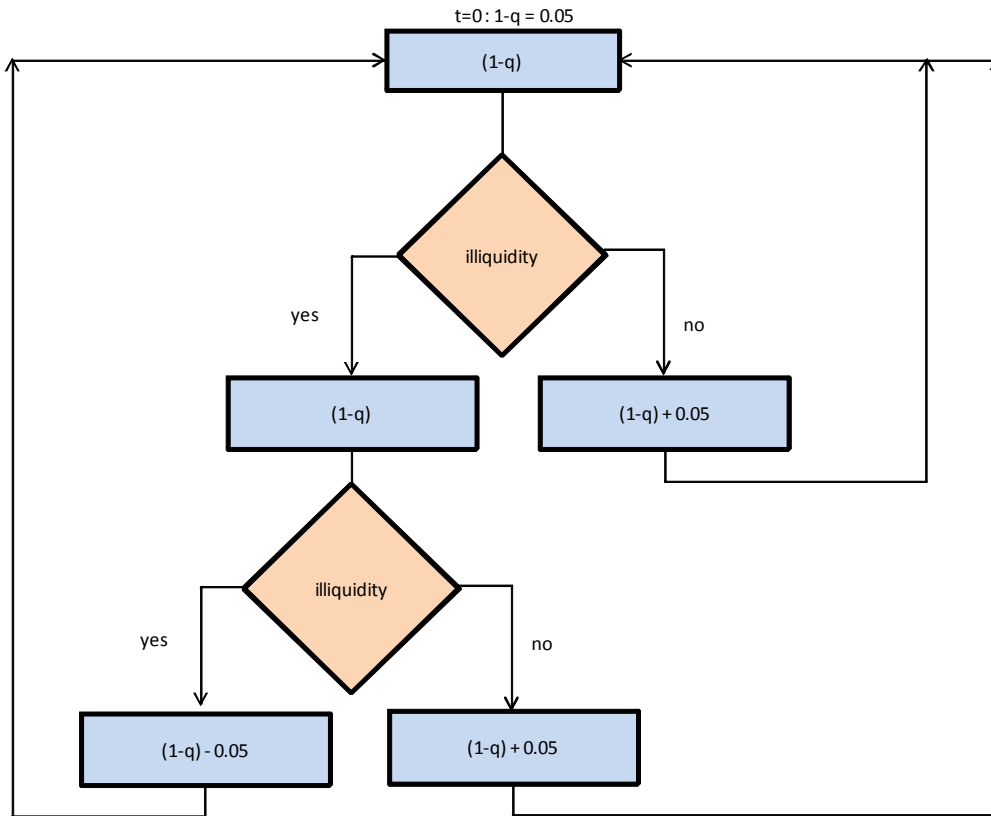 t=0 : 1-q = 0.05
(1-q)
illiquidity
yes
no
(1-q)
(1-q) + 0.05
illiquidity
yes
no
(1-q) - 0.05
(1-q) + 0.05